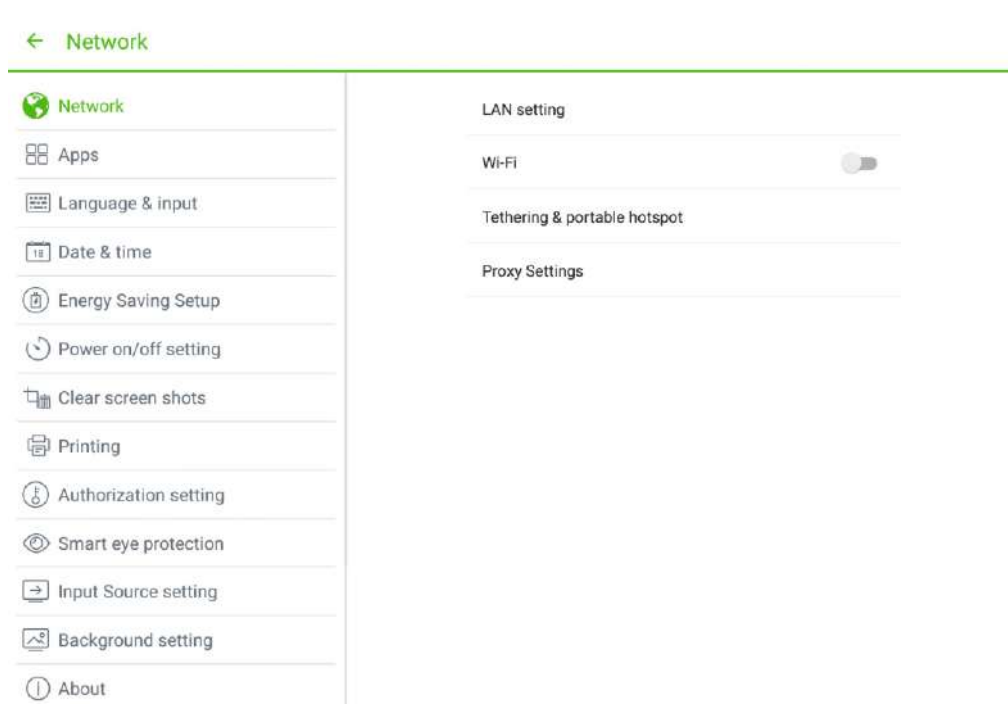 Network
Network
Apps
Language & input
18 Date & time
Energy Saving Setup
Power on/off setting
Clear screen shots
Printing
Authorization setting
Smart eye protection
Input Source setting
Background setting
About
LAN setting
Wi-Fi
Tethering & portable hotspot
Proxy Settings